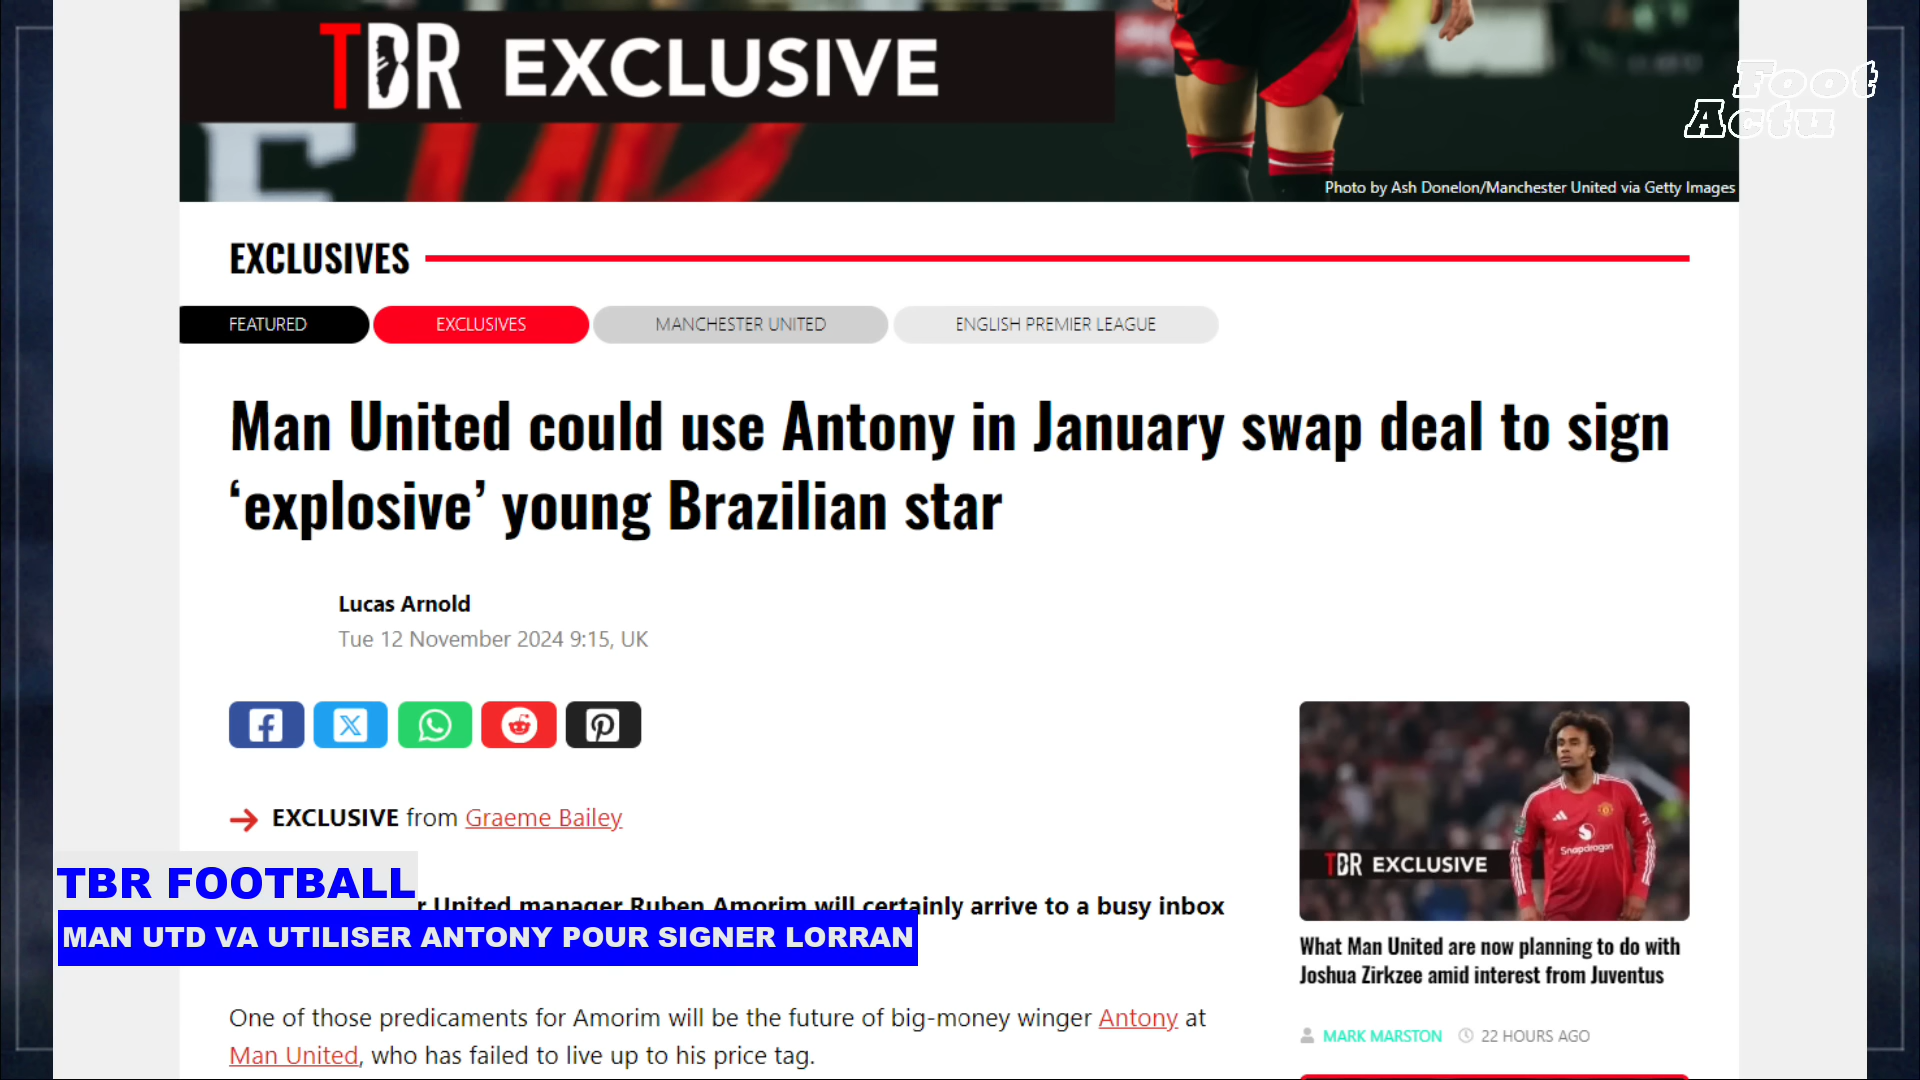 TBR EXCLUSIVE
Foot
Actu
Photo by Ash Donelon/Manchester United via Getty Images
EXCLUSIVES
FEATURED
EXCLUSIVES
MANCHESTER UNITED
ENGLISH PREMIER LEAGUE
Man United could use Antony in January swap deal to sign
‘explosive’ young Brazilian star
Lucas Arnold
Tue 12 November 2024 9:15, UK
EXCLUSIVE from Graeme Bailey
TBR FOOTBALL
r United manager Ruben Amorim will certainly arrive to a busy inbox
MAN UTD VA UTILISER ANTONY POUR SIGNER LORRAN
One of those predicaments for Amorim will be the future of big-money winger Antony at
Man United, who has failed to live up to his price tag.
Snapdragon
TBR EXCLUSIVE
What Man United are now planning to do with
Joshua Zirkzee amid interest from Juventus
MARK MARSTON
22 HOURS AGO